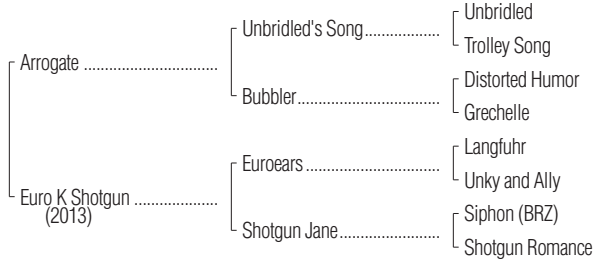 Unbridled
Unbridled's Song..................
Trolley Song
Arrogate ................................
Distorted Humor
Bubbler..................................
Grechelle
Langfuhr
Euroears ................................
Unky and Ally
Euro K Shotgun ....................
(2013)
Siphon (BRZ)
Shotgun Jane........................
Shotgun Romance